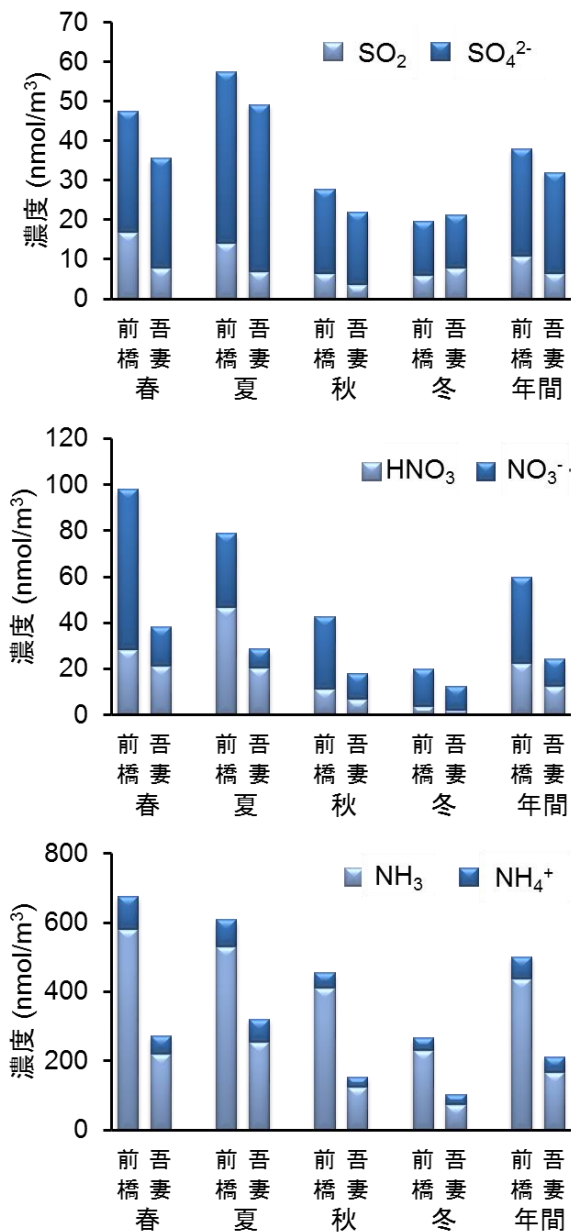 70
60
50
40
30
20
10
0
濃度 (nmol/m³)
SO₂ SO₄²⁻
前橋 吾妻 前橋 吾妻 前橋 吾妻 前橋 吾妻 前橋 吾妻
春 夏 秋 冬 年間
120
100
80
60
40
20
0
濃度 (nmol/m³)
HNO₃ NO₃⁻
前橋 吾妻 前橋 吾妻 前橋 吾妻 前橋 吾妻 前橋 吾妻
春 夏 秋 冬 年間
800
600
400
200
0
濃度 (nmol/m³)
NH₃ NH₄⁺
前橋 吾妻 前橋 吾妻 前橋 吾妻 前橋 吾妻 前橋 吾妻
春 夏 秋 冬 年間